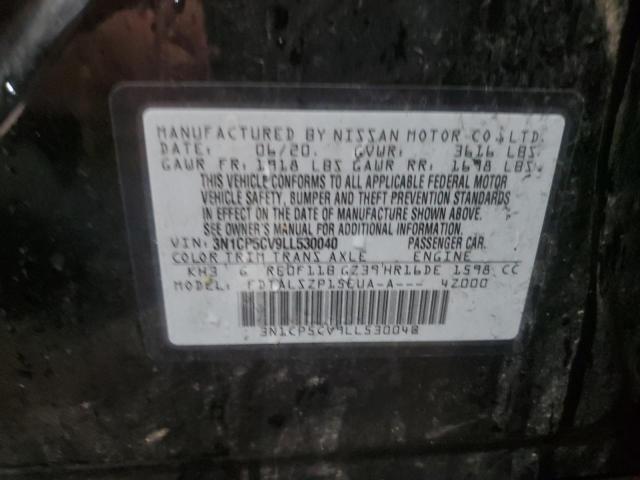 MANUFACTURED BY NISSAN MOTOR CO.,LTD.
DATE: 06/20. GVWR: 3616 LBS
GAWR FR: 1918 LBS GAWR RR: 1698 LBS
THIS VEHICLE CONFORMS TO ALL APPLICABLE FEDERAL MOTOR
VEHICLE SAFETY, BUMPER AND THEFT PREVENTION STANDARDS
IN EFFECT ON THE DATE OF MANUFACTURE SHOWN ABOVE.
SEE OWNER'S MANUAL FOR ADDITIONAL INFORMATION.
VIN: 3N1CP5CV9LL530040 PASSENGER CAR.
COLOR TRIM TRANS AXLE ENGINE
KH3 G RE0F11B GZ39 HR16DE 1598 CC
MODEL: FDTALSZP15EUA-A--- 4Z000
3N1CP5CV9LL530040